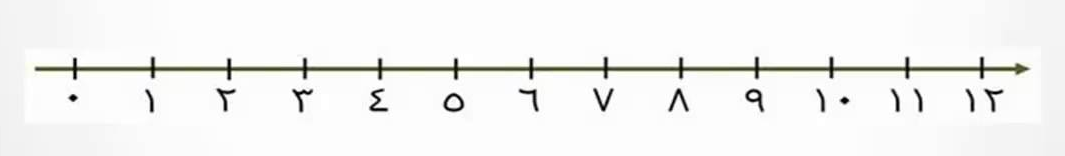 ٠ ١ ٢ ٣ ٤ ٥ ٦ ٧ ٨ ٩ ١٠ ١١ ١٢